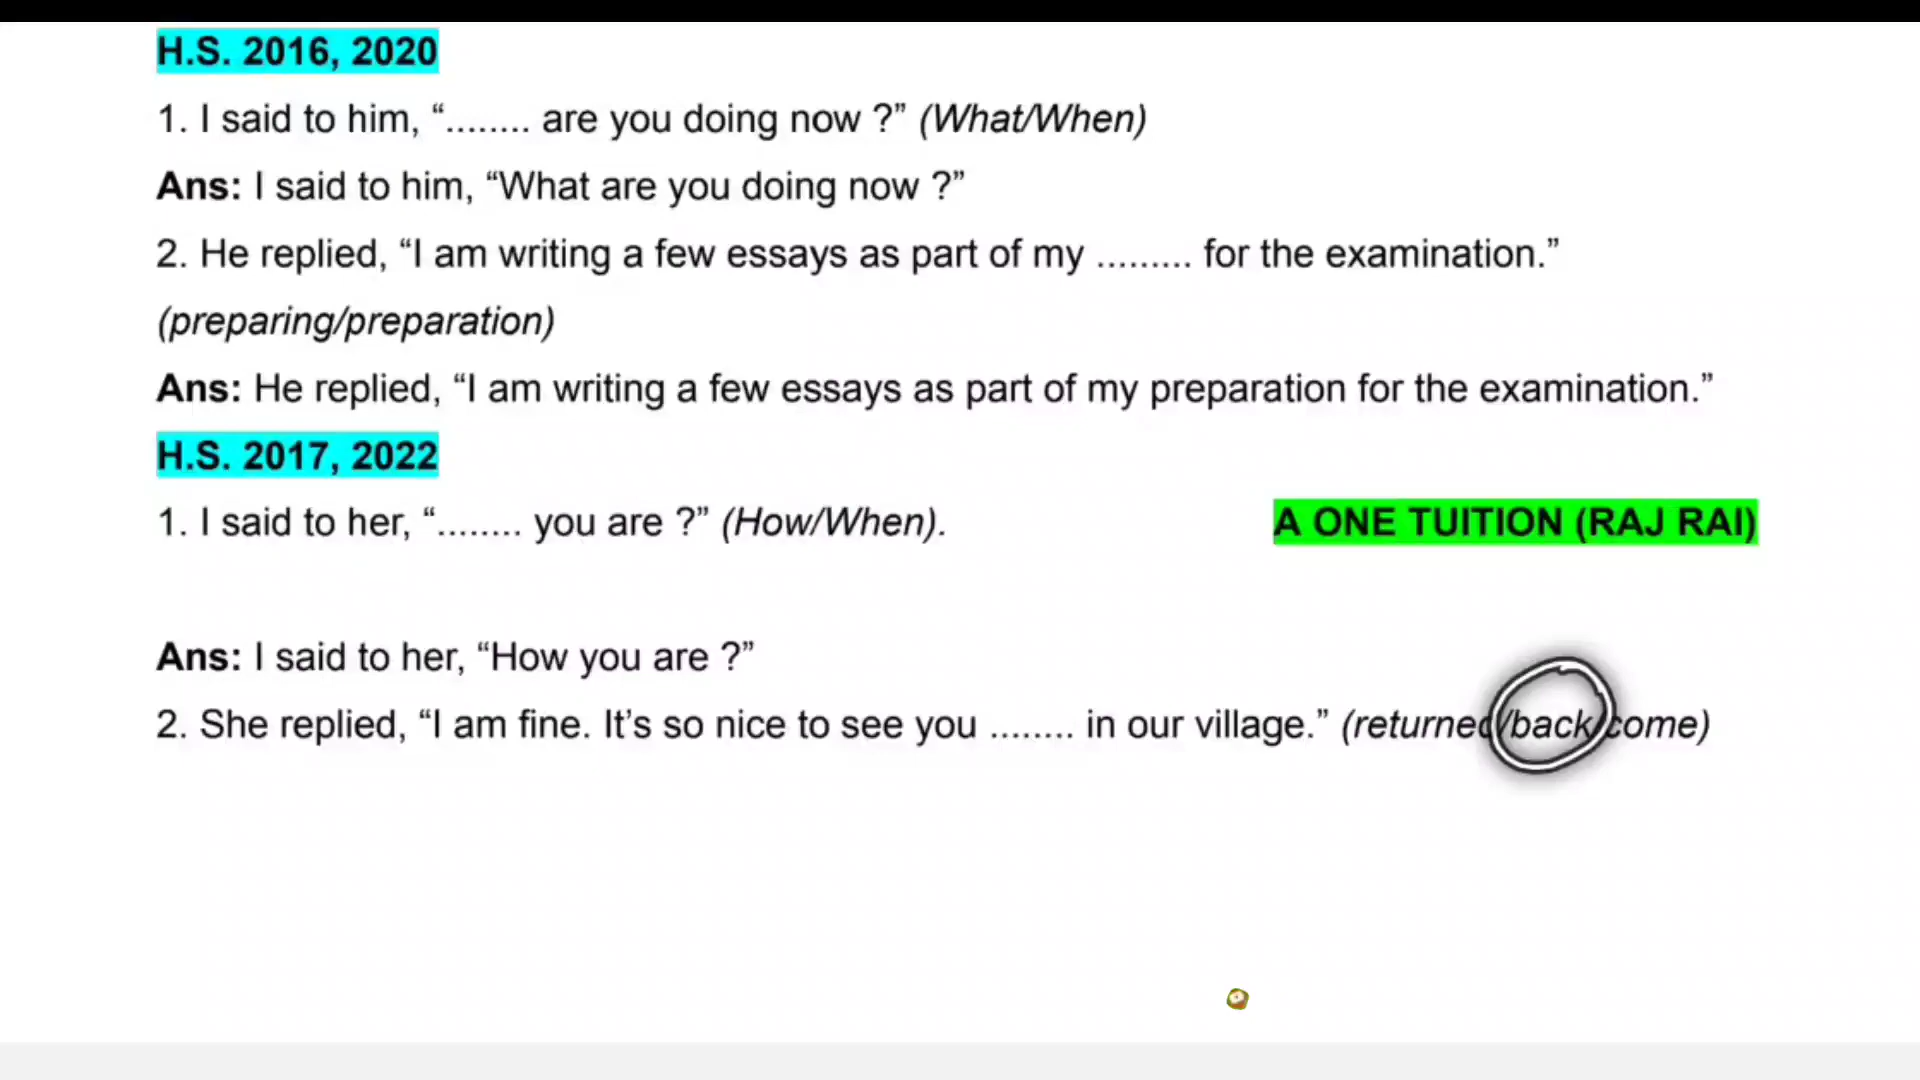 H.S. 2016, 2020
1. I said to him, “........ are you doing now ?” (What/When)
Ans: I said to him, “What are you doing now ?”
2. He replied, “I am writing a few essays as part of my ......... for the examination.”
(preparing/preparation)
Ans: He replied, “I am writing a few essays as part of my preparation for the examination.”
H.S. 2017, 2022
1. I said to her, “........ you are ?” (How/When).
A ONE TUITION (RAJ RAI)
Ans: I said to her, “How you are ?”
2. She replied, “I am fine. It’s so nice to see you ........ in our village.” (returned/back/come)